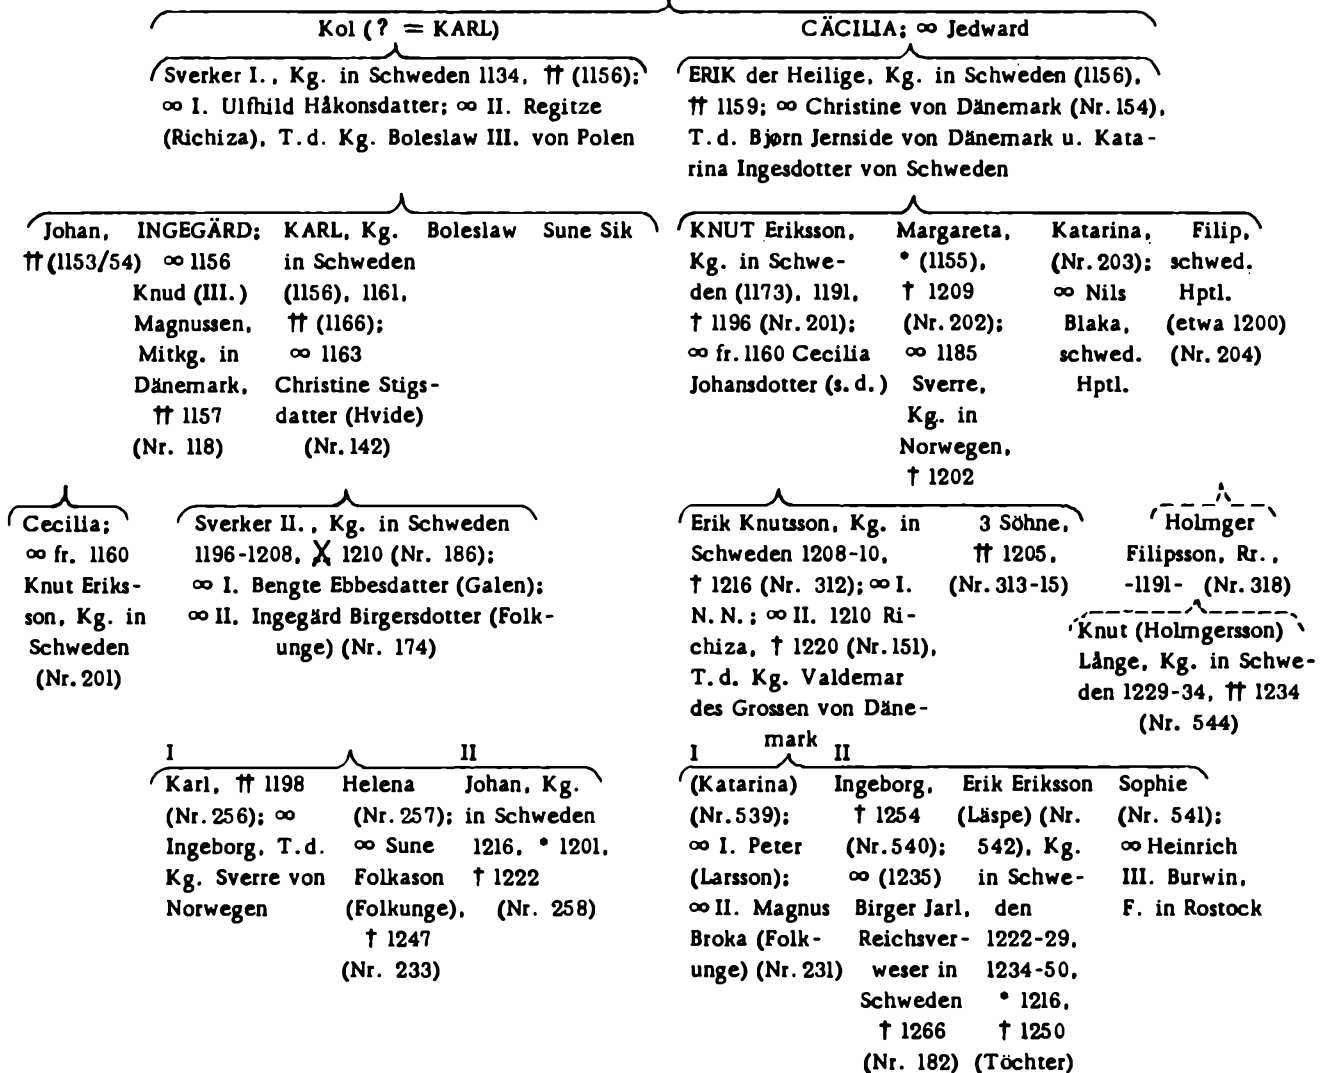 Kol (? = KARL)
CÄCILIA; ∞ Jedward
Sverker I., Kg. in Schweden 1134, †† (1156);
∞ I. Ulfhild Håkonsdatter; ∞ II. Regitze
(Richiza), T.d. Kg. Boleslaw III. von Polen
ERIK der Heilige, Kg. in Schweden (1156),
†† 1159; ∞ Christine von Dänemark (Nr. 154),
T.d. Bjørn Jernside von Dänemark u. Kata-
rina Ingesdotter von Schweden
Johan,
†† (1153/54)
INGEGÄRD;
∞ 1156
Knud (III.)
Magnussen,
Mitkg. in
Dänemark,
†† 1157
(Nr. 118)
KARL, Kg.
in Schweden
(1156), 1161,
†† (1166);
∞ 1163
Christine Stigs-
datter (Hvide)
(Nr. 142)
Boleslaw
Sune Sik
KNUT Eriksson,
Kg. in Schwe-
den (1173), 1191,
† 1196 (Nr. 201);
∞ fr. 1160 Cecilia
Johansdotter (s.d.)
Margareta,
* (1155),
† 1209
(Nr. 202);
∞ 1185
Sverre,
Kg. in
Norwegen,
† 1202
Katarina,
(Nr. 203);
∞ Nils
Blaka,
schwed.
Hptl.
Filip,
schwed.
Hptl.
(etwa 1200)
(Nr. 204)
Cecilia;
∞ fr. 1160
Knut Eriks-
son, Kg. in
Schweden
(Nr. 201)
Sverker II., Kg. in Schweden
1196-1208, ⚔ 1210 (Nr. 186);
∞ I. Bengte Ebbesdatter (Galen);
∞ II. Ingegärd Birgersdotter (Folk-
unge) (Nr. 174)
Erik Knutsson, Kg. in
Schweden 1208-10,
† 1216 (Nr. 312); ∞ I.
N.N.; ∞ II. 1210 Ri-
chiza, † 1220 (Nr. 151),
T.d. Kg. Valdemar
des Grossen von Däne-
mark
3 Söhne,
†† 1205,
(Nr. 313-15)
Holmger
Filipsson, Rr.,
-1191- (Nr. 318)
Knut (Holmgersson)
Långe, Kg. in Schwe-
den 1229-34, †† 1234
(Nr. 544)
I
II
Karl, †† 1198
(Nr. 256); ∞
Ingeborg, T.d.
Kg. Sverre von
Norwegen
Helena
(Nr. 257);
∞ Sune
Folkason
(Folkunge),
† 1247
(Nr. 233)
Johan, Kg.
in Schweden
1216, * 1201,
† 1222
(Nr. 258)
I
II
(Katarina)
(Nr. 539);
∞ I. Peter
(Larsson);
∞ II. Magnus
Broka (Folk-
unge) (Nr. 231)
Ingeborg,
† 1254
(Nr. 540);
∞ (1235)
Birger Jarl,
Reichsver-
weser in
Schweden
† 1266
(Nr. 182)
Erik Eriksson
(Läspe) (Nr.
542), Kg.
in Schwe-
den
1222-29,
1234-50,
* 1216,
† 1250
(Töchter)
Sophie
(Nr. 541);
∞ Heinrich
III. Burwin,
F. in Rostock